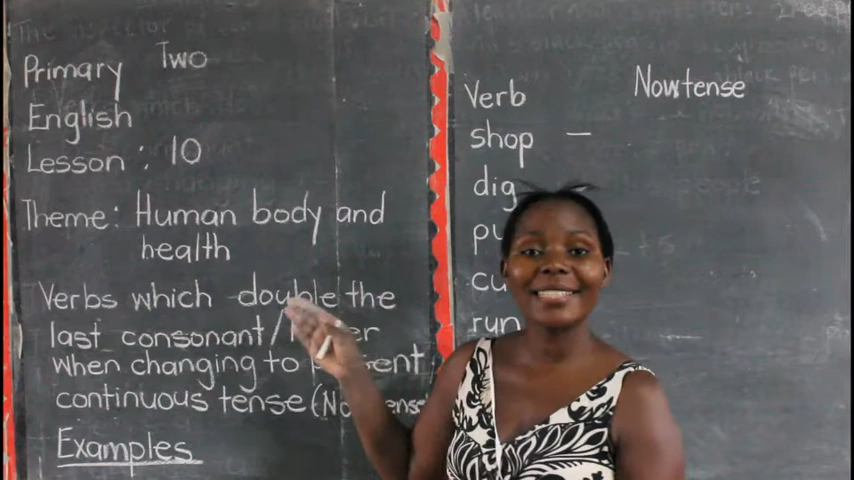 Primary Two
English
Lesson : 10
Theme: Human body and
health
Verbs which double the
last consonant/
when changing to
continuous tense (No
Examples
Verb Nowtense
shop —
dig
run